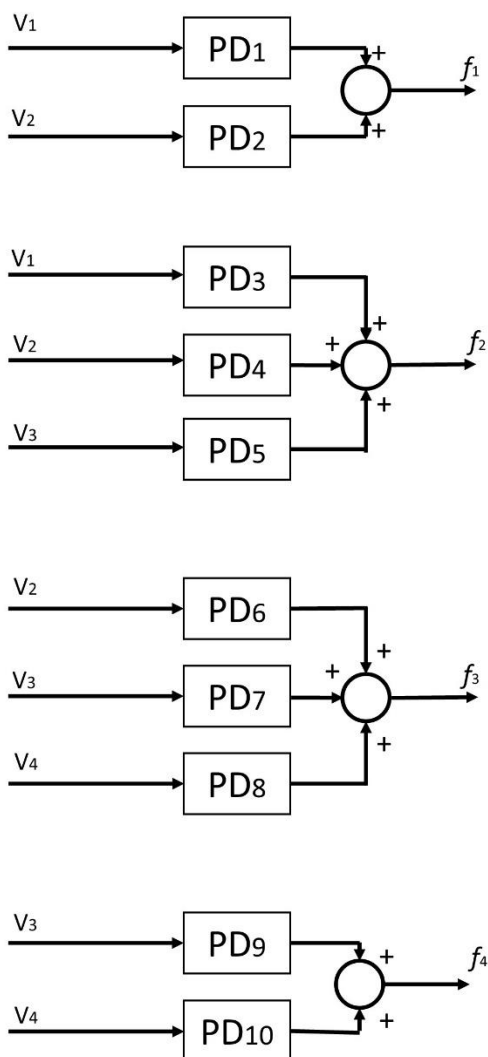 V₁
PD₁
+
f₁
V₂
PD₂
+
V₁
PD₃
+
V₂
PD₄
+
f₂
V₃
PD₅
+
V₂
PD₆
+
V₃
PD₇
+
f₃
V₄
PD₈
+
V₃
PD₉
+
f₄
V₄
PD₁₀
+